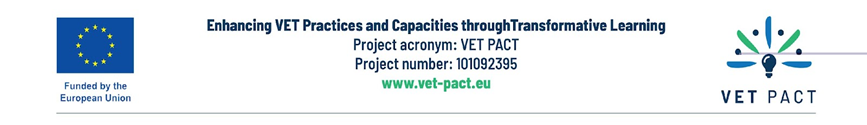 Enhancing VET Practices and Capacities throughTransformative Learning
Project acronym: VET PACT
Project number: 101092395
www.vet-pact.eu
Funded by the
European Union
VET PACT